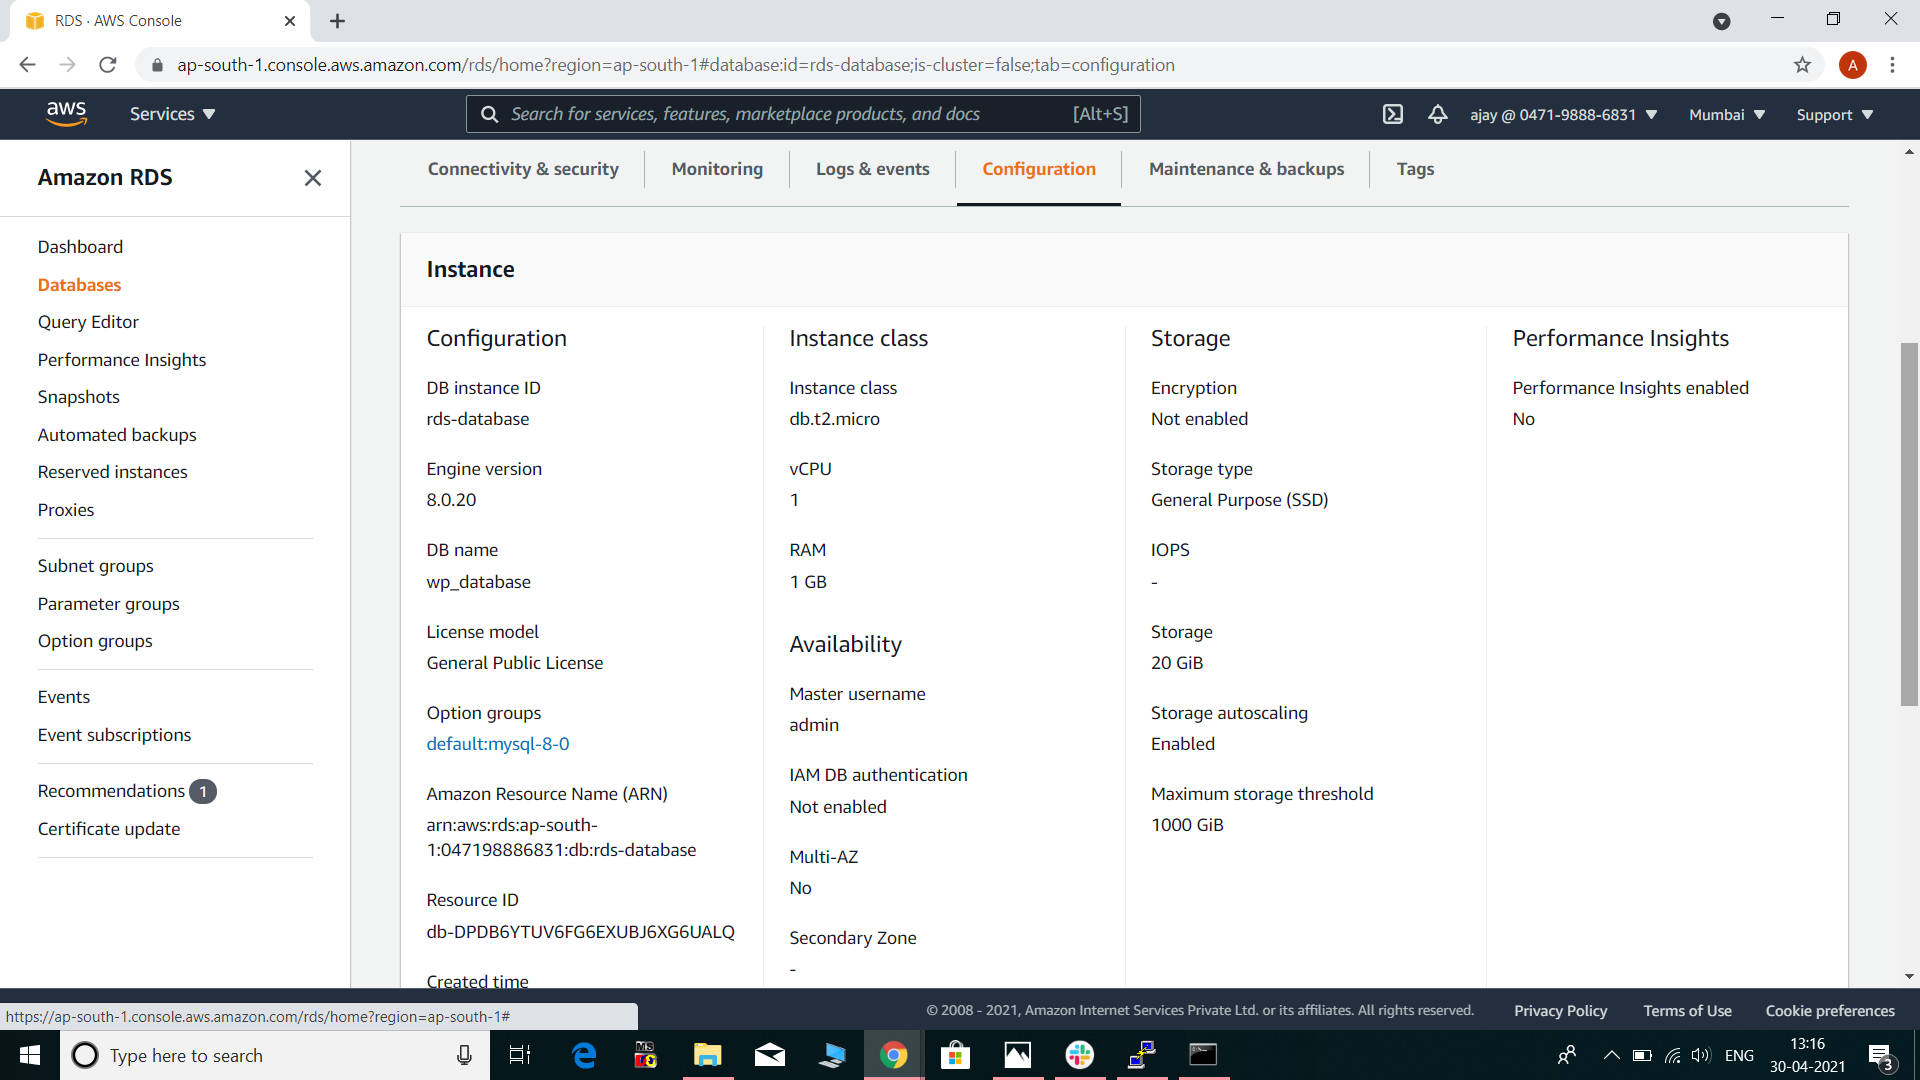 RDS · AWS Console
ap-south-1.console.aws.amazon.com/rds/home?region=ap-south-1#database:id=rds-database;is-cluster=false;tab=configuration
A
aws
Services
Search for services, features, marketplace products, and docs
[Alt+S]
ajay @ 0471-9888-6831
Mumbai
Support
Amazon RDS
Dashboard
Databases
Query Editor
Performance Insights
Snapshots
Automated backups
Reserved instances
Proxies
Subnet groups
Parameter groups
Option groups
Events
Event subscriptions
Recommendations 1
Certificate update
Connectivity & security
Monitoring
Logs & events
Configuration
Maintenance & backups
Tags
Instance
Configuration
DB instance ID
rds-database
Engine version
8.0.20
DB name
wp_database
License model
General Public License
Option groups
default:mysql-8-0
Amazon Resource Name (ARN)
arn:aws:rds:ap-south-
1:047198886831:db:rds-database
Resource ID
db-DPDB6YTUV6FG6EXUBJ6XG6UALQ
Created time
Instance class
Instance class
db.t2.micro
vCPU
1
RAM
1 GB
Availability
Master username
admin
IAM DB authentication
Not enabled
Multi-AZ
No
Secondary Zone
-
Storage
Encryption
Not enabled
Storage type
General Purpose (SSD)
IOPS
-
Storage
20 GiB
Storage autoscaling
Enabled
Maximum storage threshold
1000 GiB
Performance Insights
Performance Insights enabled
No
https://ap-south-1.console.aws.amazon.com/rds/home?region=ap-south-1#
© 2008 - 2021, Amazon Internet Services Private Ltd. or its affiliates. All rights reserved.
Privacy Policy
Terms of Use
Cookie preferences
Type here to search
ENG
13:16
30-04-2021
3